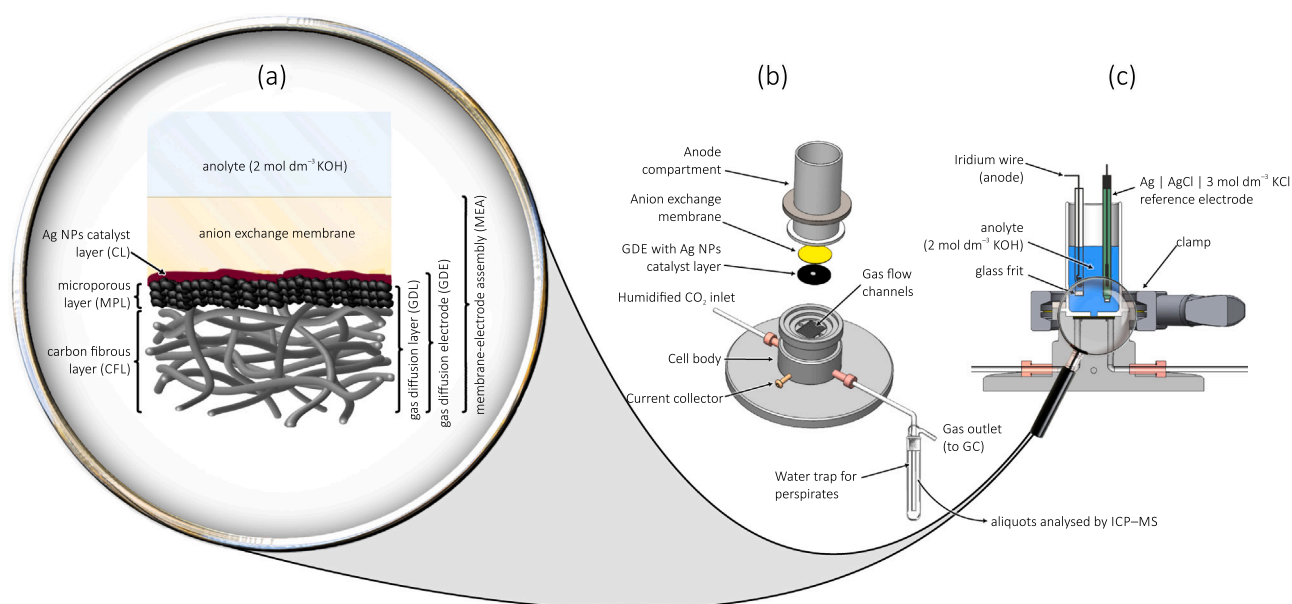 (a)
anolyte (2 mol dm⁻³ KOH)
anion exchange membrane
Ag NPs catalyst
layer (CL)
microporous
layer (MPL)
carbon fibrous
layer (CFL)
gas diffusion layer (GDL)
gas diffusion electrode (GDE)
membrane-electrode assembly (MEA)
(b)
Anode
compartment
Anion exchange
membrane
GDE with Ag NPs
catalyst layer
Gas flow
channels
Humidified CO₂ inlet
Cell body
Current collector
Gas outlet
(to GC)
Water trap for
perspirates
aliquots analysed by ICP–MS
(c)
Iridium wire
(anode)
Ag | AgCl | 3 mol dm⁻³ KCl
reference electrode
anolyte
(2 mol dm⁻³ KOH)
clamp
glass frit